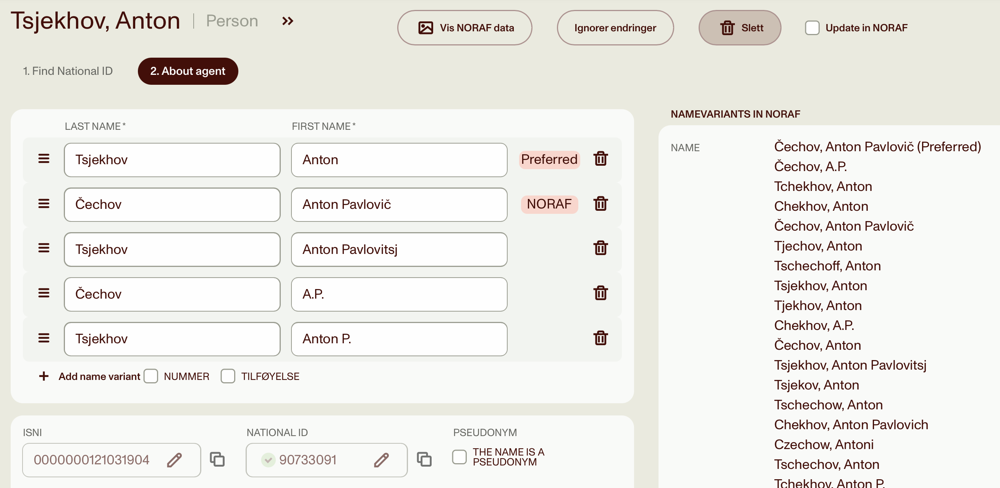 Tsjekhov, Anton | Person »
Vis NORAF data
Ignorer endringer
Slett
Update in NORAF
1. Find National ID
2. About agent
LAST NAME* FIRST NAME*
Tsjekhov Anton Preferred
Čechov Anton Pavlovič NORAF
Tsjekhov Anton Pavlovitsj
Čechov A.P.
Tsjekhov Anton P.
+ Add name variant NUMMER TILFØYELSE
ISNI
0000000121031904
NATIONAL ID
90733091
PSEUDONYM
THE NAME IS A
PSEUDONYM
NAMEVARIANTS IN NORAF
NAME
Čechov, Anton Pavlovič (Preferred)
Čechov, A.P.
Tchekhov, Anton
Chekhov, Anton
Čechov, Anton Pavlovič
Tjechov, Anton
Tschechoff, Anton
Tsjekhov, Anton
Tjekhov, Anton
Chekhov, A.P.
Čechov, Anton
Tsjekhov, Anton Pavlovitsj
Tsjekov, Anton
Tschechow, Anton
Chekhov, Anton Pavlovich
Czechow, Antoni
Tschechov, Anton
Tchekhov, Anton P.